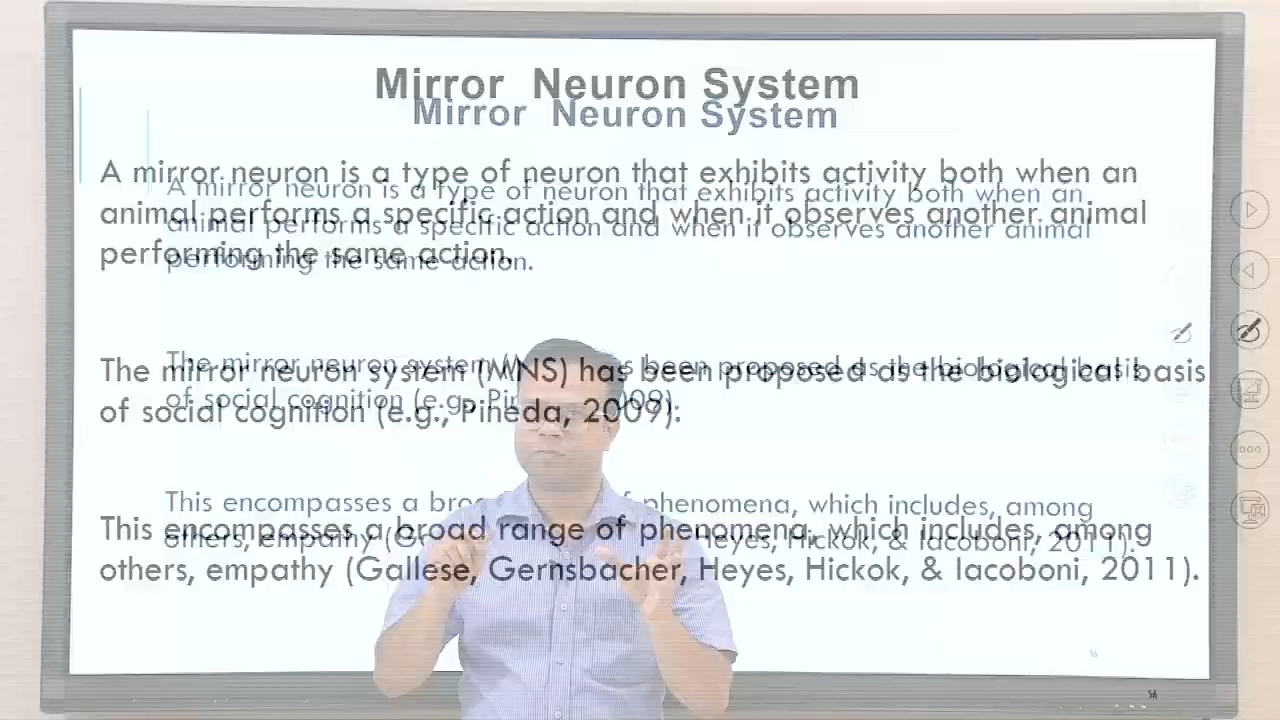 Mirror Neuron System
A mirror neuron is a type of neuron that exhibits activity both when an
animal performs a specific action and when it observes another animal
performing the same action.
The mirror neuron system (MNS) has been proposed as the biological basis
of social cognition (e.g., Pineda, 2009).
This encompasses a broad range of phenomena, which includes, among
others, empathy (Gallese, Gernsbacher, Heyes, Hickok, & Iacoboni, 2011).
16